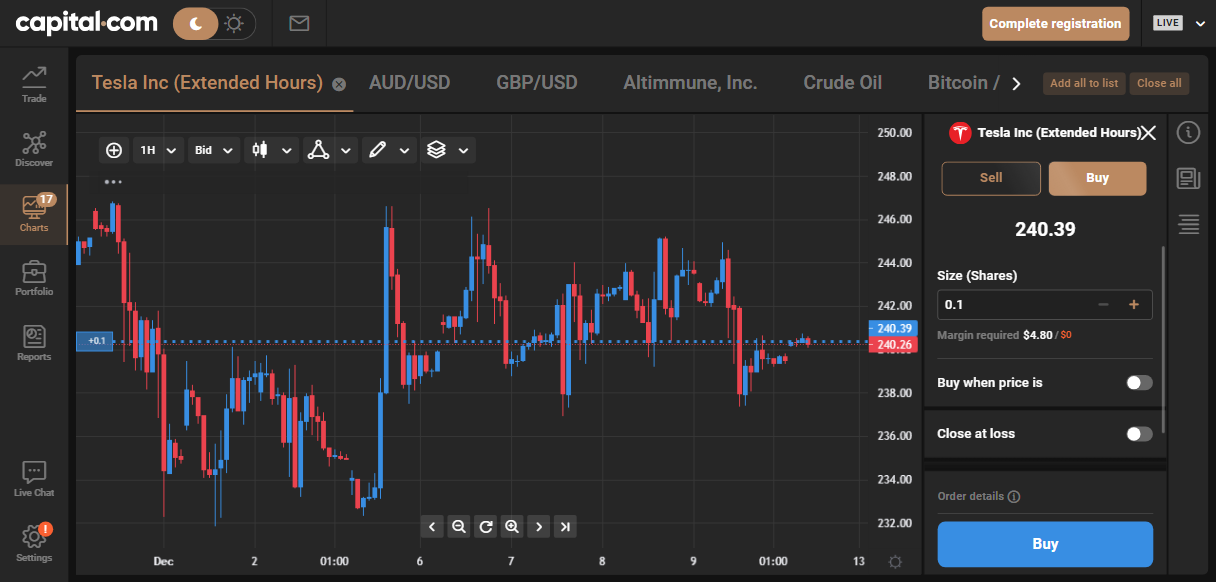 capital.com
Complete registration
LIVE
Trade
Discover
17
Charts
Portfolio
Reports
Live Chat
!
Settings
Tesla Inc (Extended Hours)
AUD/USD
GBP/USD
Altimmune, Inc.
Crude Oil
Bitcoin /
Add all to list
Close all
1H
Bid
+0.1
250.00
248.00
246.00
244.00
242.00
240.39
240.26
238.00
236.00
234.00
232.00
Dec
2
01:00
6
7
8
9
01:00
13
Tesla Inc (Extended Hours)
Sell
Buy
240.39
Size (Shares)
0.1
− +
Margin required $4.80 / $0
Buy when price is
Close at loss
Order details
Buy